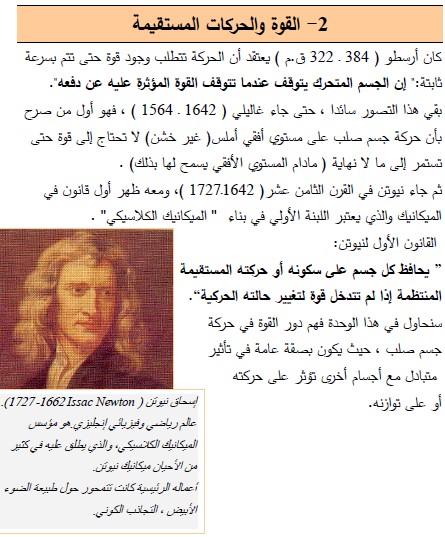 2- القوة والحركات المستقيمة
كان أرسطو ( 384 . 322 ق.م ) يعتقد أن الحركة تتطلب وجود قوة حتى تتم بسرعة
ثابتة:" إن الجسم المتحرك يتوقف عندما تتوقف القوة المؤثرة عليه عن دفعه".
بقي هذا التصور سائدا ، حتى جاء غاليلي ( 1642 . 1564 ) ، فهو أول من صرح
بأن حركة جسم صلب على مستوي أفقي أملس( غير خشن) لا تحتاج إلى قوة حتى
تستمر إلى ما لا نهاية ( مادام المستوي الأفقي يسمح لها بذلك) .
ثم جاء نيوتن في القرن الثامن عشر( 1727.1642 )، ومعه ظهر أول قانون في
الميكانيك والذي يعتبر اللبنة الأولي في بناء " الميكانيك الكلاسيكي" .
القانون الأول لنيوتن:
" يحافظ كل جسم على سكونه أو حركته المستقيمة
المنتظمة إذا لم تتدخل قوة لتغيير حالته الحركية“.
سنحاول في هذا الوحدة فهم دور القوة في حركة
جسم صلب ، حيث يكون بصفة عامة في تأثير
متبادل مع أجسام أخرى تؤثر على حركته
أو على توازنه.
إسحاق نيوتن ( Issac Newton 1662-1727).
عالم رياضي وفيزيائي إنجليزي.هو مؤسس
الميكانيك الكلاسيكي، والذي يطلق عليه في كثير
من الأحيان ميكانيك نيوتن.
أعماله الرئيسية كانت تتمحور حول طبيعة الضوء
الأبيض ، التجاذب الكوني.